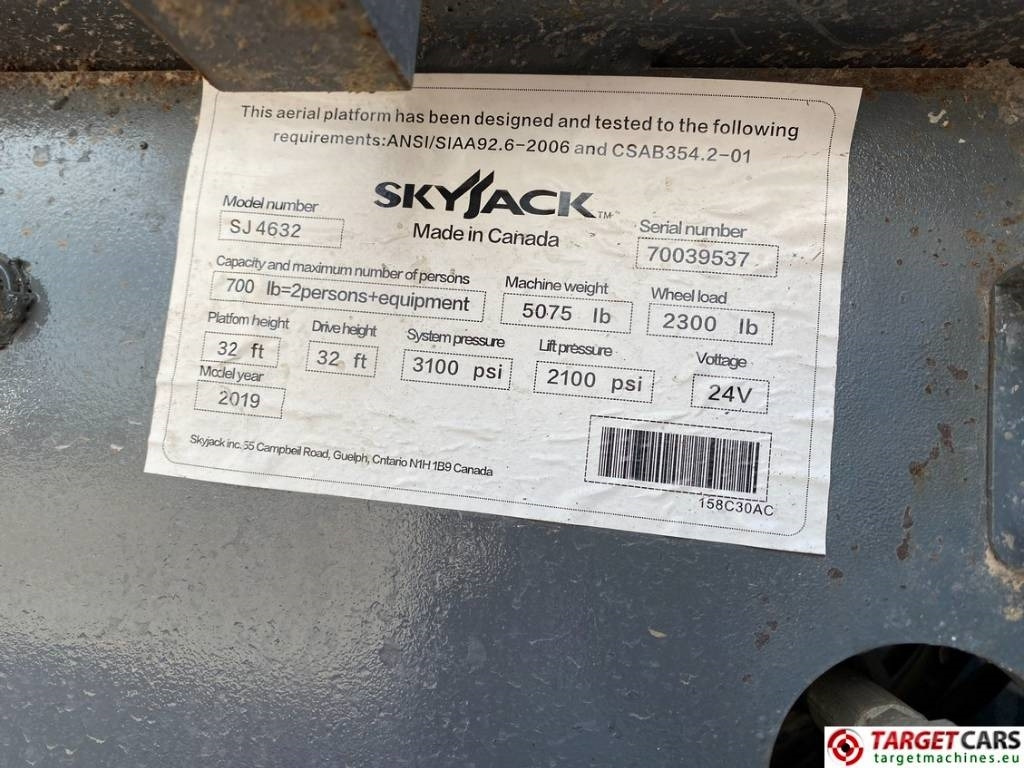 This aerial platform has been designed and tested to the following
requirements:ANSI/SIAA92.6-2006 and CSAB354.2-01
SKYJACK™
Made in Canada
Model number
SJ 4632
Serial number
70039537
Capacity and maximum number of persons
700 lb=2persons+equipment
Machine weight
5075 lb
Wheel load
2300 lb
Platfom height
32 ft
Drive height
32 ft
System pressure
3100 psi
Lift pressure
2100 psi
Vottage
24V
Model year
2019
Skyjack inc. 55 Campbeil Road, Guelph, Cntario N1H 1B9 Canada
158C30AC
TARGETCARS
targetmachines.eu